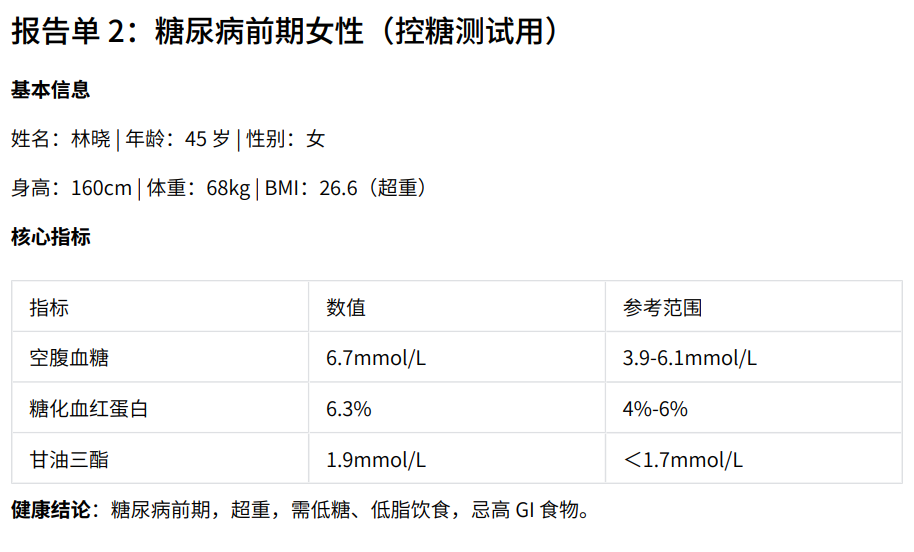 报告单 2：糖尿病前期女性（控糖测试用）
基本信息
姓名：林晓 | 年龄：45 岁 | 性别：女
身高：160cm | 体重：68kg | BMI：26.6（超重）
核心指标
指标 数值 参考范围
空腹血糖 6.7mmol/L 3.9-6.1mmol/L
糖化血红蛋白 6.3% 4%-6%
甘油三酯 1.9mmol/L ＜1.7mmol/L
健康结论：糖尿病前期，超重，需低糖、低脂饮食，忌高 GI 食物。